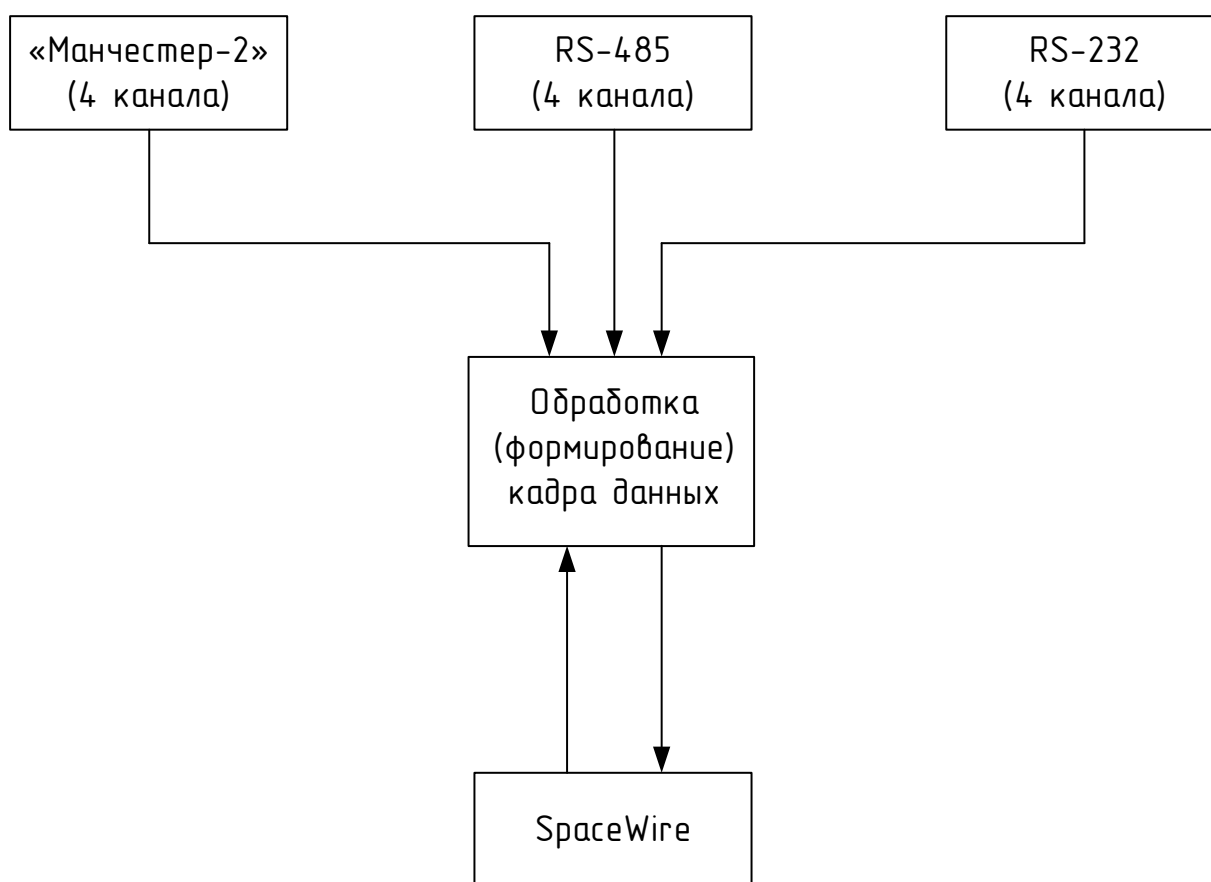 «Манчестер-2»
(4 канала)
RS-485
(4 канала)
RS-232
(4 канала)
Обработка
(формирование)
кадра данных
SpaceWire